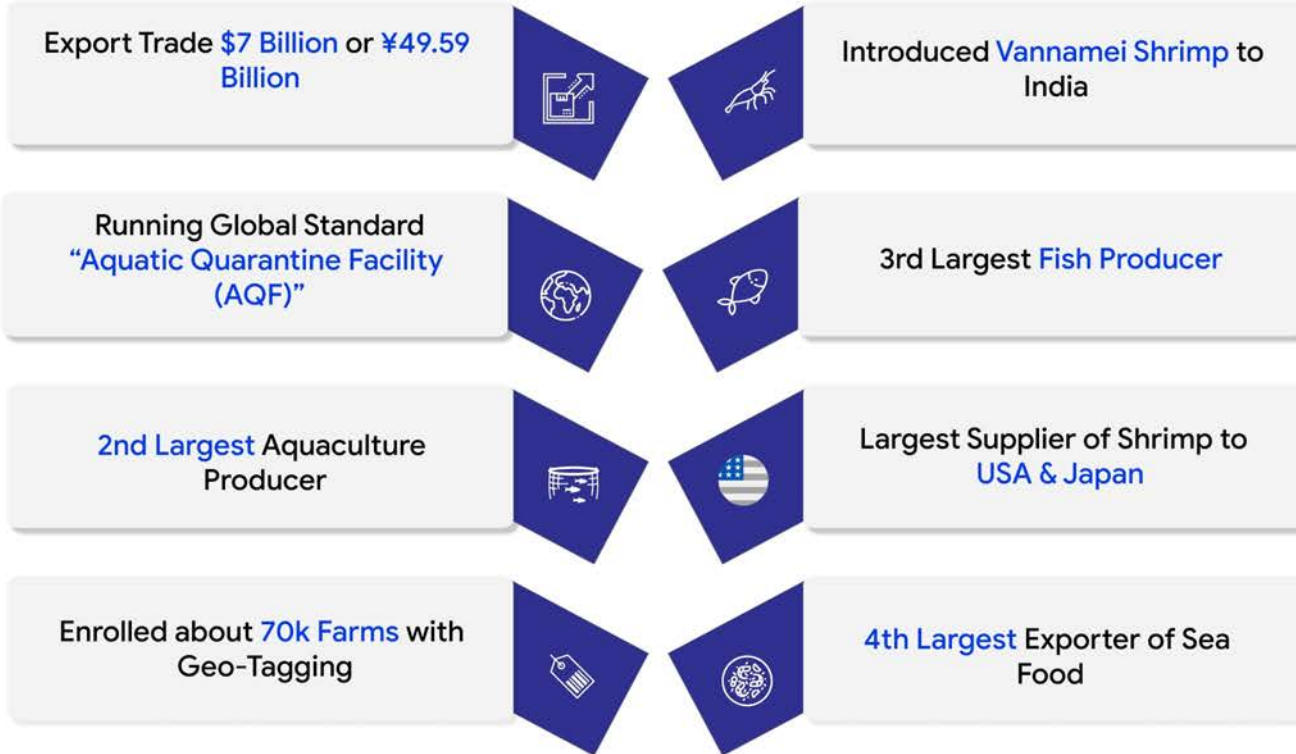 Export Trade $7 Billion or ¥49.59
Billion
Introduced Vannamei Shrimp to
India
Running Global Standard
“Aquatic Quarantine Facility
(AQF)”
3rd Largest Fish Producer
2nd Largest Aquaculture
Producer
Largest Supplier of Shrimp to
USA & Japan
Enrolled about 70k Farms with
Geo-Tagging
4th Largest Exporter of Sea
Food